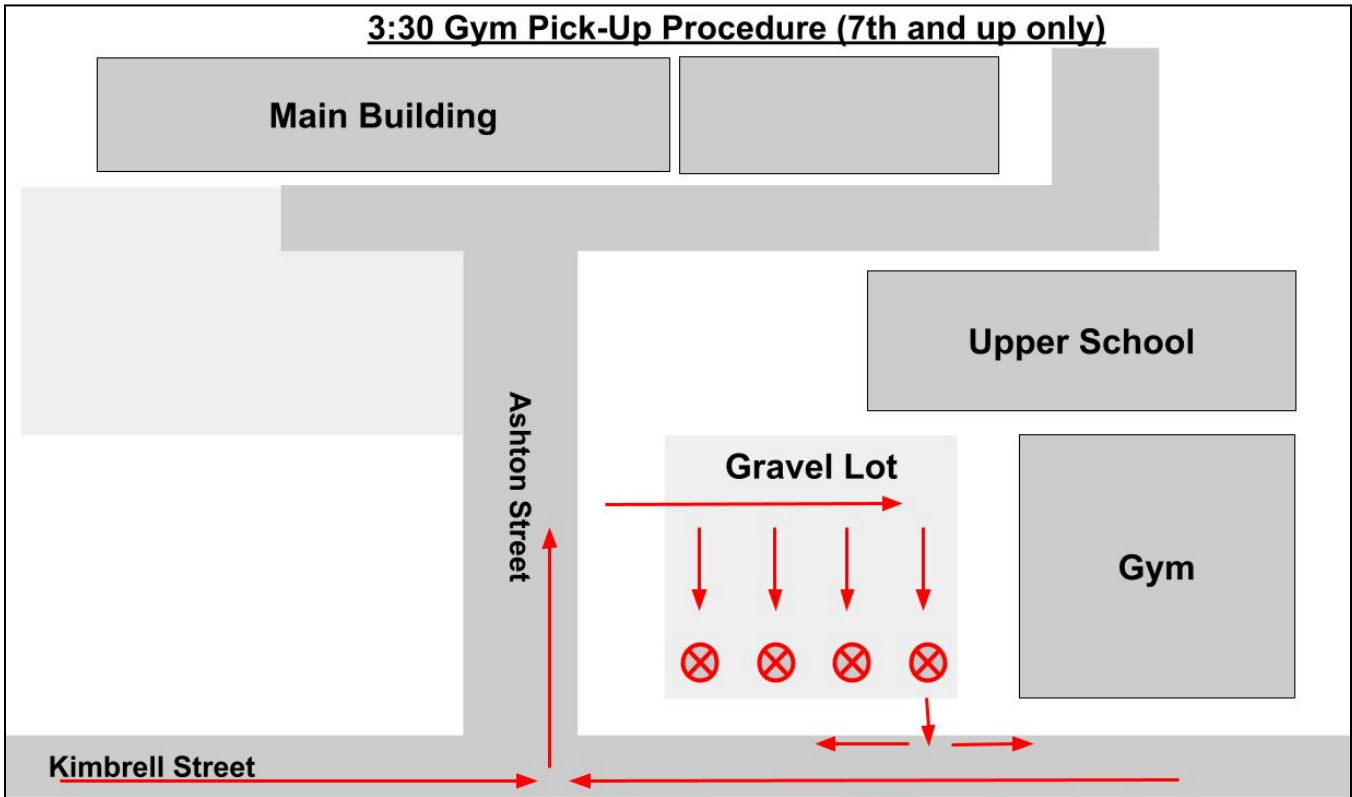 3:30 Gym Pick-Up Procedure (7th and up only)
Main Building
Upper School
Ashton Street
Gravel Lot
Gym
Kimbrell Street